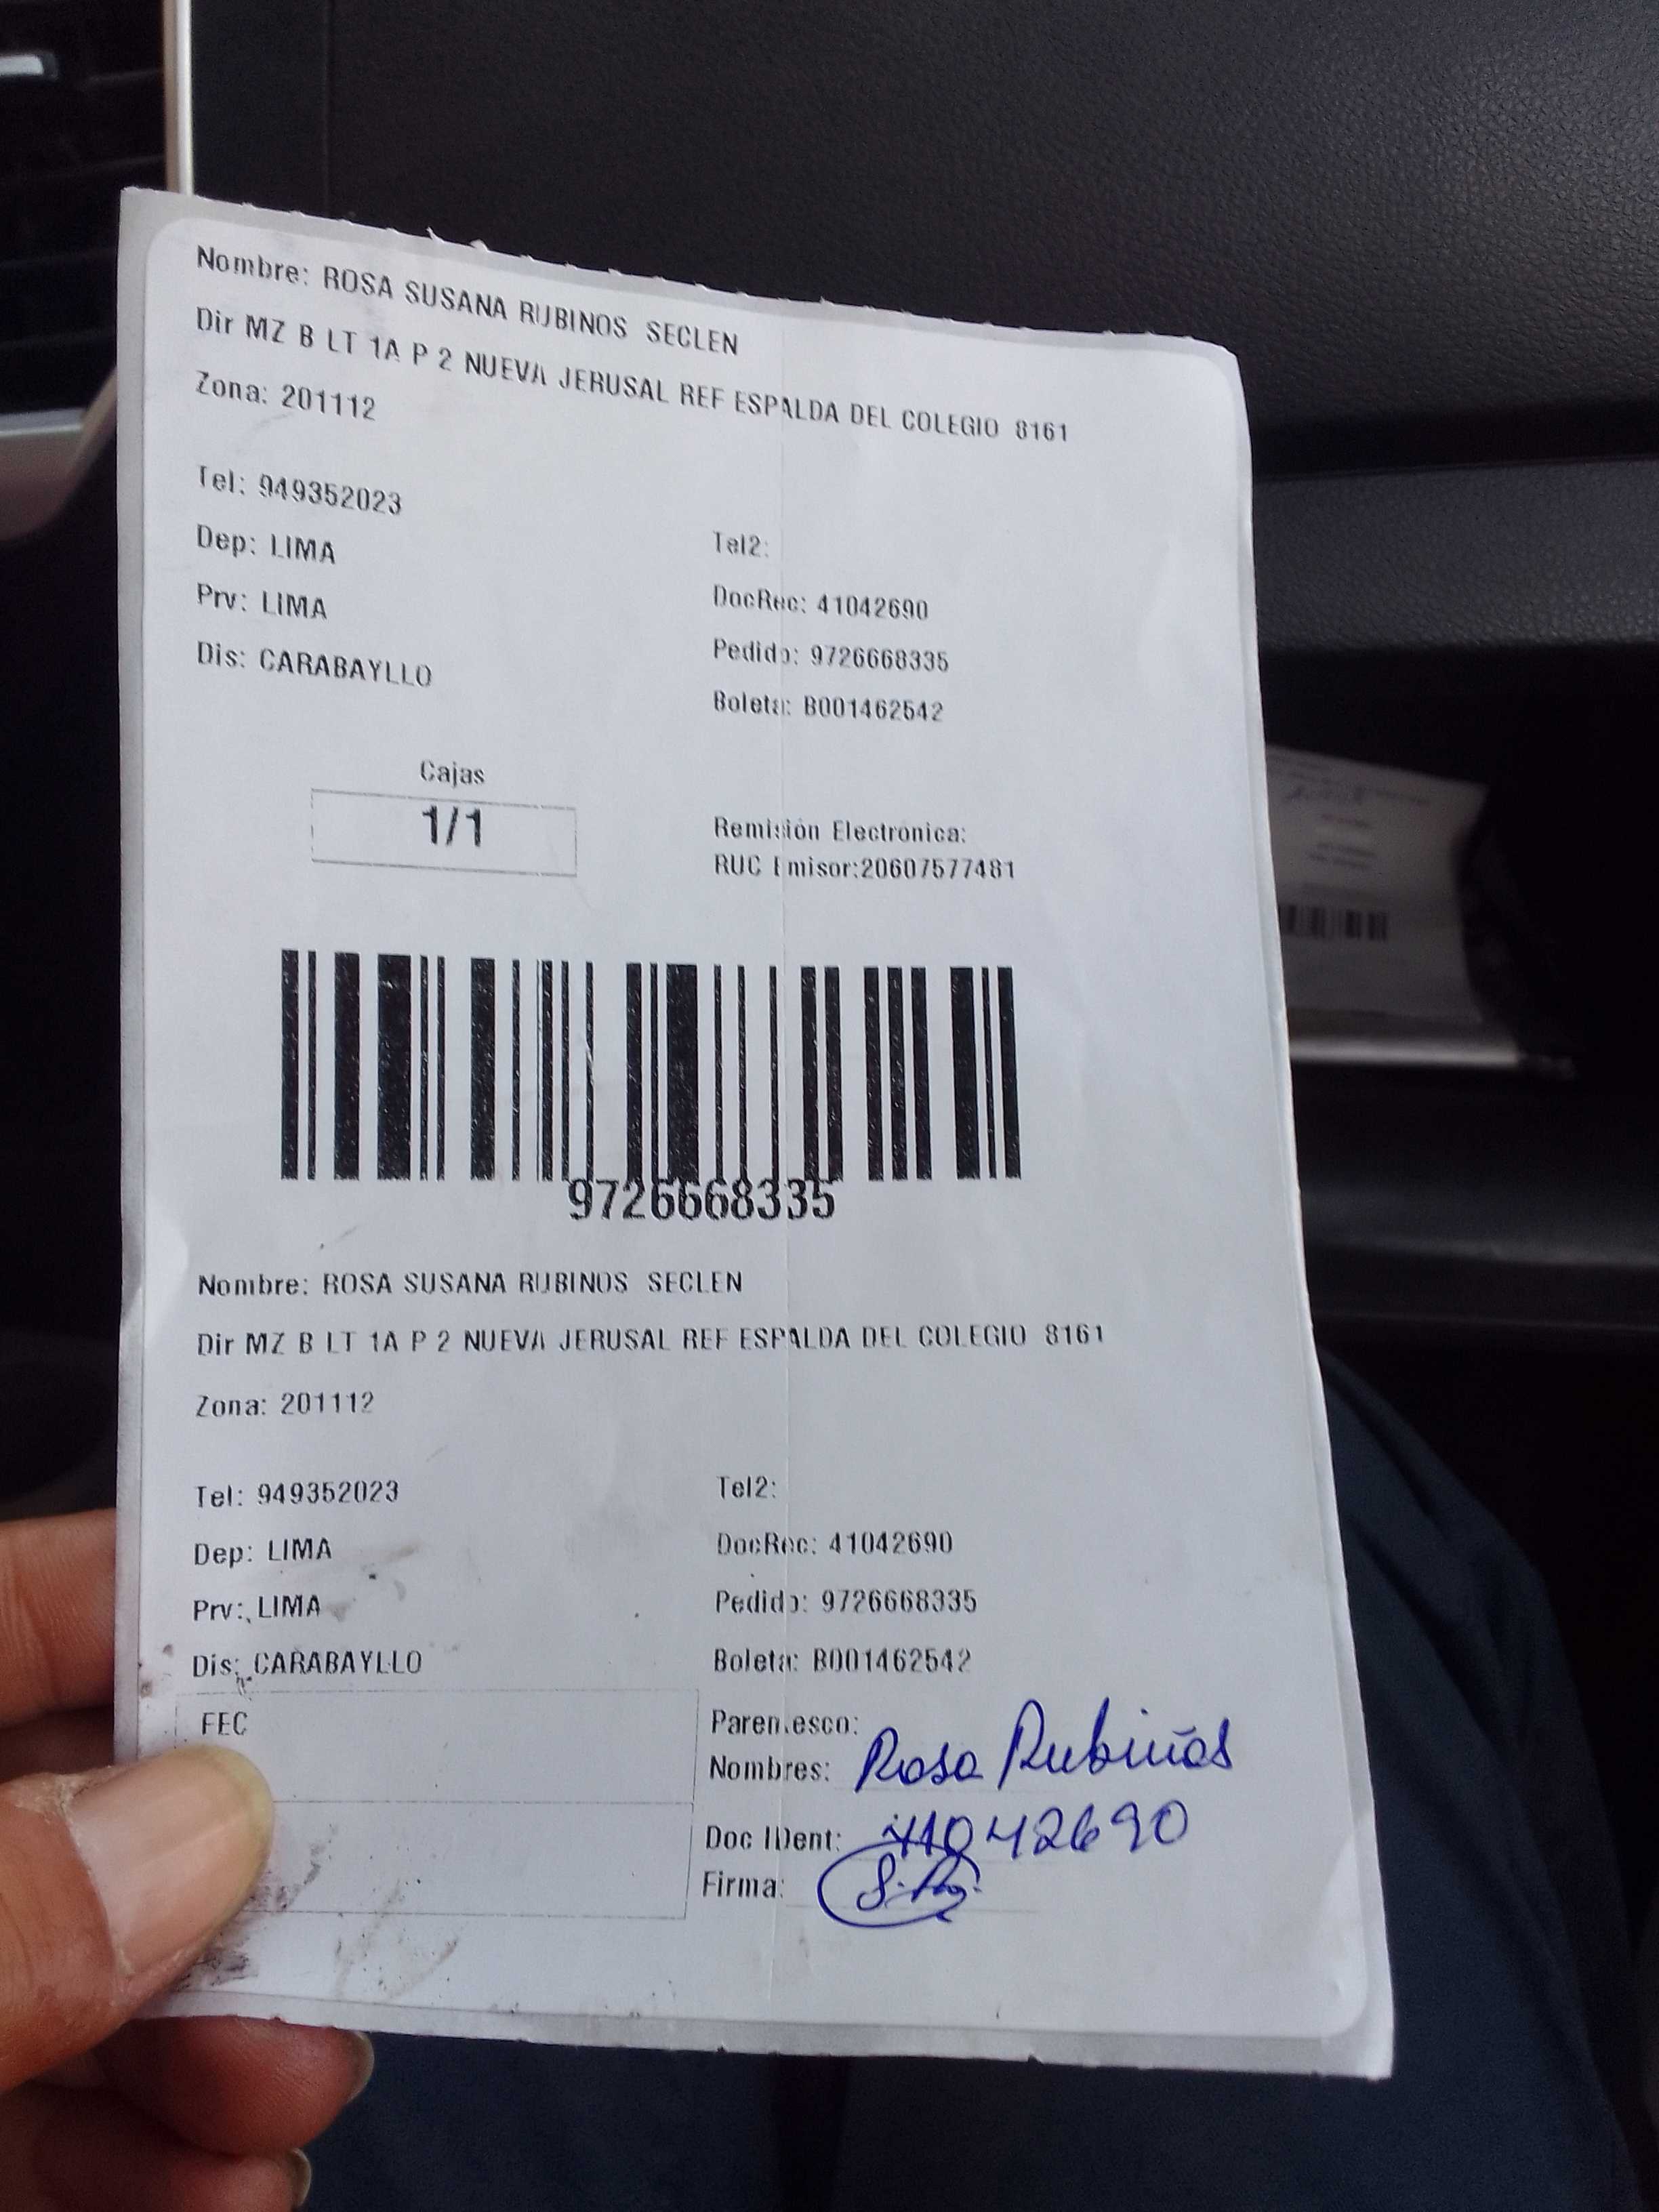 Nombre: ROSA SUSANA RUBINOS SECLEN
Dir MZ B LT 1A P 2 NUEVA JERUSAL REF ESPALDA DEL COLEGIO 8161
Zona: 201112
Tel: 949352023
Tel2:
Dep: LIMA
DocRec: 41042690
Prv: LIMA
Pedido: 9726668335
Dis: CARABAYLLO
Boleta: B001462542
Cajas
1/1
Remisión Electrónica:
RUC Emisor:20607577481
9726668335
Nombre: ROSA SUSANA RUBINOS SECLEN
Dir MZ B LT 1A P 2 NUEVA JERUSAL REF ESPALDA DEL COLEGIO 8161
Zona: 201112
Tel: 949352023
Tel2:
Dep: LIMA
DocRec: 41042690
Prv: LIMA
Pedido: 9726668335
Dis: CARABAYLLO
Boleta: B001462542
FEC
Parentesco:
Nombres: Rosa Rubiños
Doc IDent: 41042690
Firma: